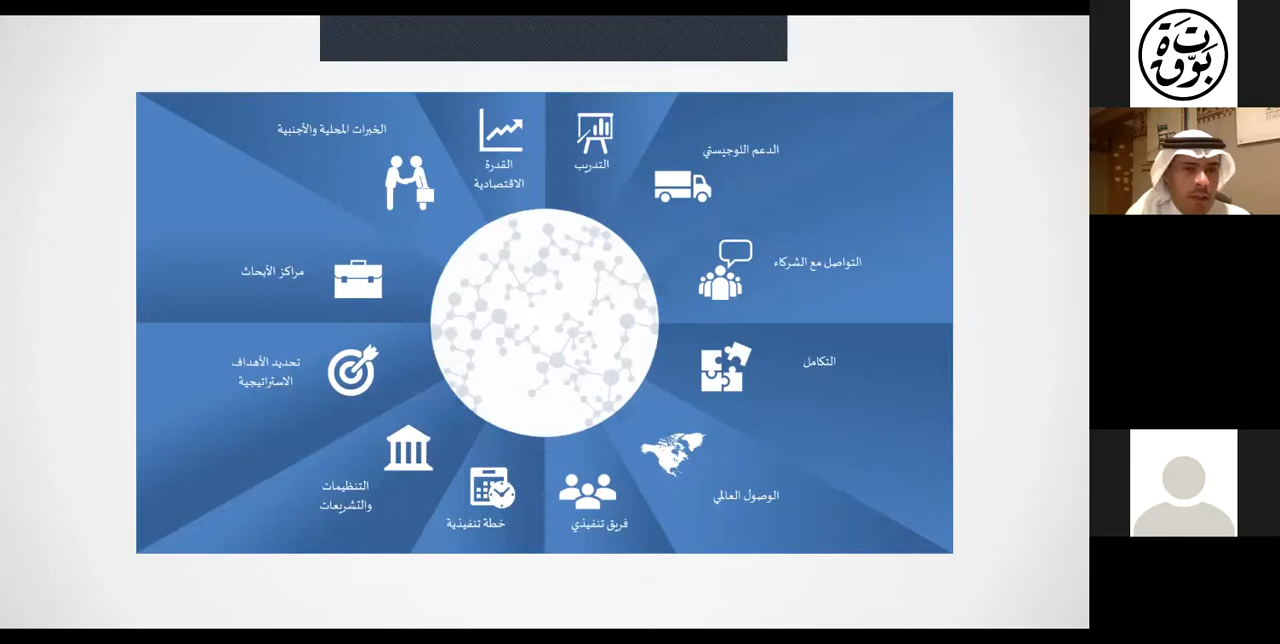 الخبرات المحلية والأجنبية
القدرة
الاقتصادية
التدريب
الدعم اللوجيستي
التواصل مع الشركاء
مراكز الأبحاث
التكامل
تحديد الأهداف
الاستراتيجية
الوصول العالمي
التنظيمات
والتشريعات
خطة تنفيذية
فريق تنفيذي